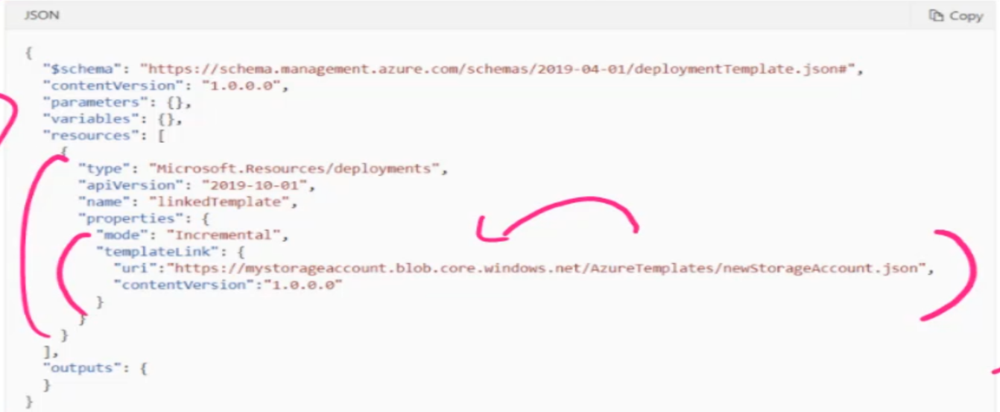 JSON
Copy
{
"$schema": "https://schema.management.azure.com/schemas/2019-04-01/deploymentTemplate.json#",
"contentVersion": "1.0.0.0",
"parameters": {},
"variables": {},
"resources": [
{
"type": "Microsoft.Resources/deployments",
"apiVersion": "2019-10-01",
"name": "linkedTemplate",
"properties": {
"mode": "Incremental",
"templateLink": {
"uri":"https://mystorageaccount.blob.core.windows.net/AzureTemplates/newStorageAccount.json",
"contentVersion":"1.0.0.0"
}
}
}
],
"outputs": {
}
}